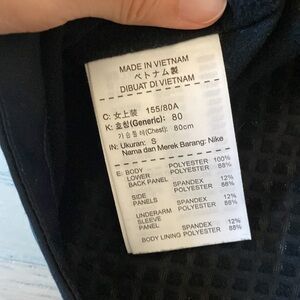 MADE IN VIETNAM
ベトナム製
DIBUAT DI VIETNAM
C: 女上装 155/80A
K: 호칭(Generic): 80
가슴둘레(Chest): 80cm
IN: Ukuran: S
Nama dan Merek Barang: Nike
E: BODY POLYESTER 100%
LOWER POLYESTER 88%
BACK PANEL
SPANDEX 12%
SIDE POLYESTER 88%
PANELS
SPANDEX 12%
UNDERARM POLYESTER 88%
SLEEVE
PANEL
SPANDEX 12%
BODY LINING POLYESTER 88%